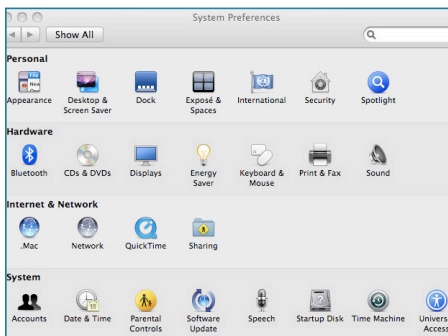 System Preferences
Show All
Personal
Appearance
Desktop &
Screen Saver
Dock
Exposé &
Spaces
International
Security
Spotlight
Hardware
Bluetooth
CDs & DVDs
Displays
Energy
Saver
Keyboard &
Mouse
Print & Fax
Sound
Internet & Network
.Mac
Network
QuickTime
Sharing
System
Accounts
Date & Time
Parental
Controls
Software
Update
Speech
Startup Disk
Time Machine
Univers
Acces